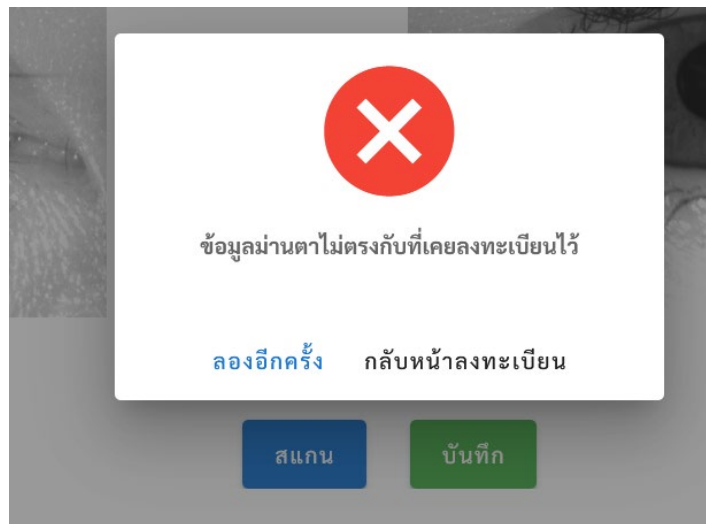 ข้อมูลม่านตาไม่ตรงกับที่เคยลงทะเบียนไว้
ลองอีกครั้ง กลับหน้าลงทะเบียน
สแกน บันทึก